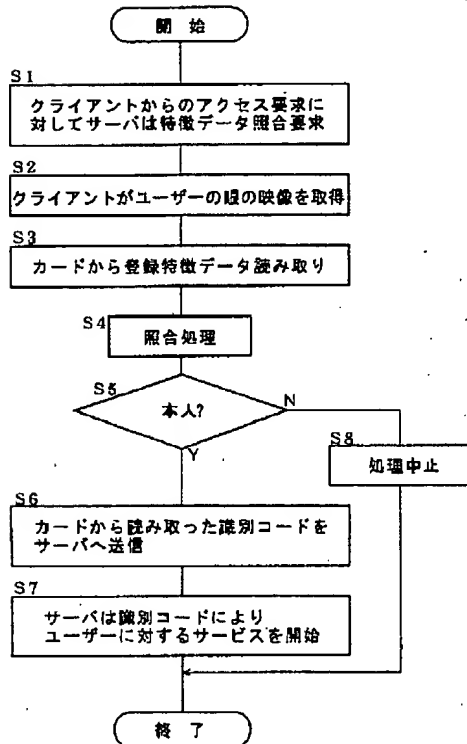 開 始
S1
クライアントからのアクセス要求に
対してサーバは特徴データ照合要求
S2
クライアントがユーザーの眼の映像を取得
S3
カードから登録特徴データ読み取り
S4
照合処理
S5
本人?
N
Y
S8
処理中止
S6
カードから読み取った識別コードを
サーバへ送信
S7
サーバは識別コードにより
ユーザーに対するサービスを開始
終 了